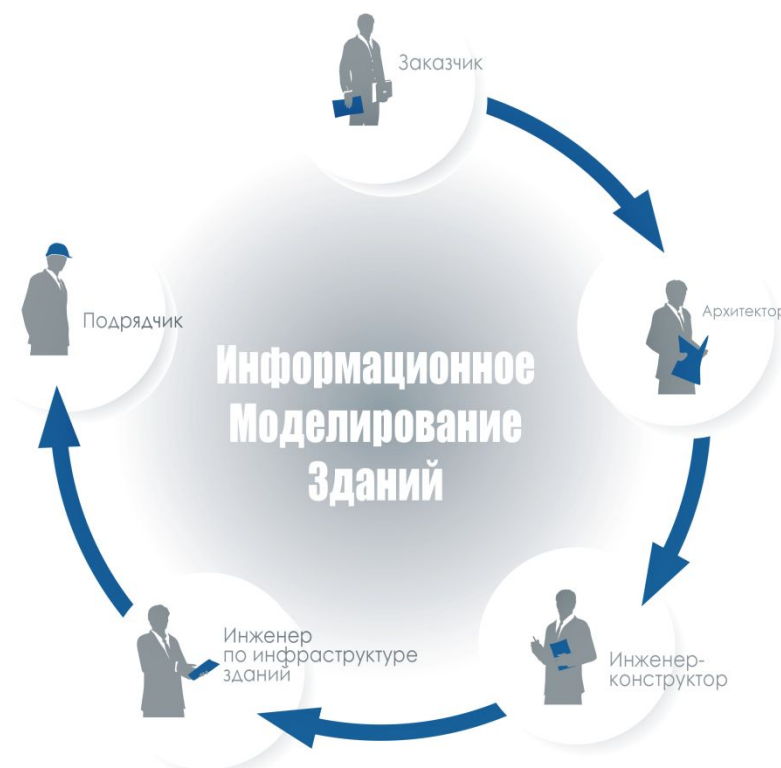 Заказчик
Архитектор
Подрядчик
Информационное
Моделирование
Зданий
Инженер
по инфраструктуре
зданий
Инженер-
конструктор